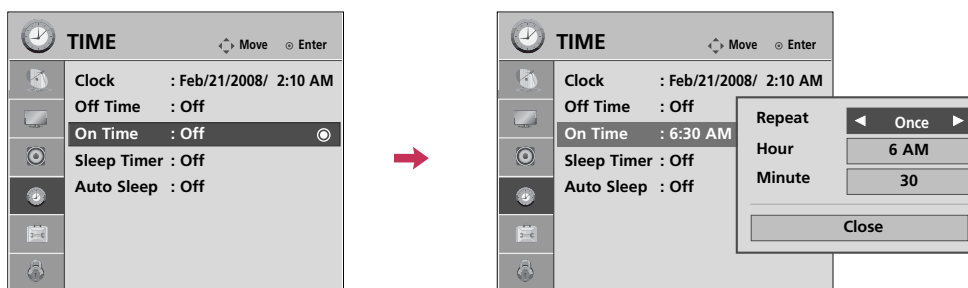 TIME Move Enter
Clock : Feb/21/2008/ 2:10 AM
Off Time : Off
On Time : Off
Sleep Timer : Off
Auto Sleep : Off
TIME Move Enter
Clock : Feb/21/2008/ 2:10 AM
Off Time : Off
On Time : 6:30 AM
Sleep Timer : Off
Auto Sleep : Off
Repeat ◄ Once ►
Hour 6 AM
Minute 30
Close